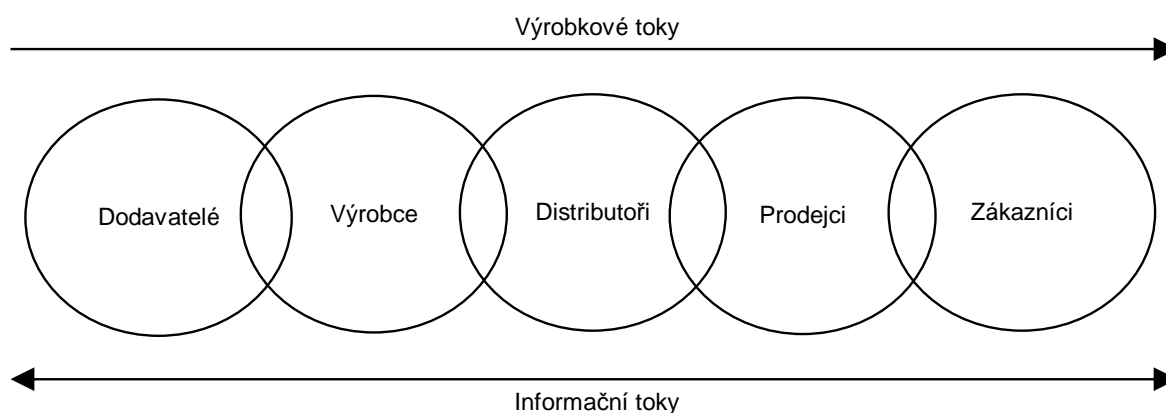 Výrobkové toky
Dodavatelé
Výrobce
Distributoři
Prodejci
Zákazníci
Informační toky